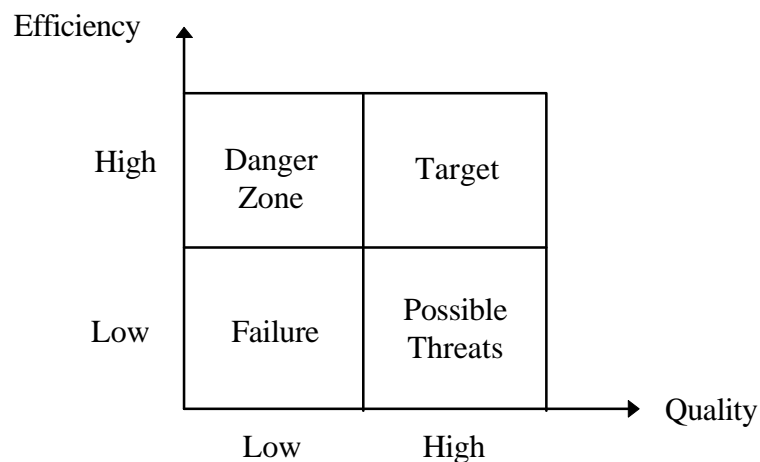 Efficiency
High
Danger
Zone
Target
Low
Failure
Possible
Threats
Quality
Low
High